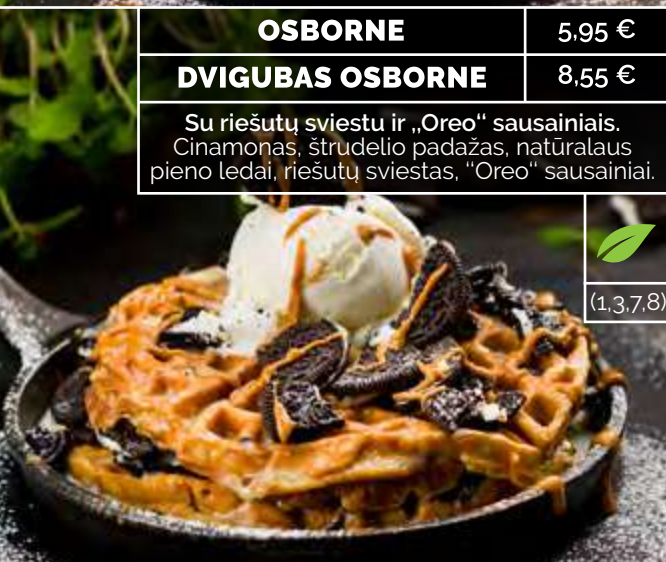 OSBORNE 5,95 €
DVIGUBAS OSBORNE 8,55 €
Su riešutų sviestu ir ,,Oreo“ sausainiais.
Cinamonas, štrudelio padažas, natūralaus
pieno ledai, riešutų sviestas, “Oreo“ sausainiai.
(1,3,7,8)